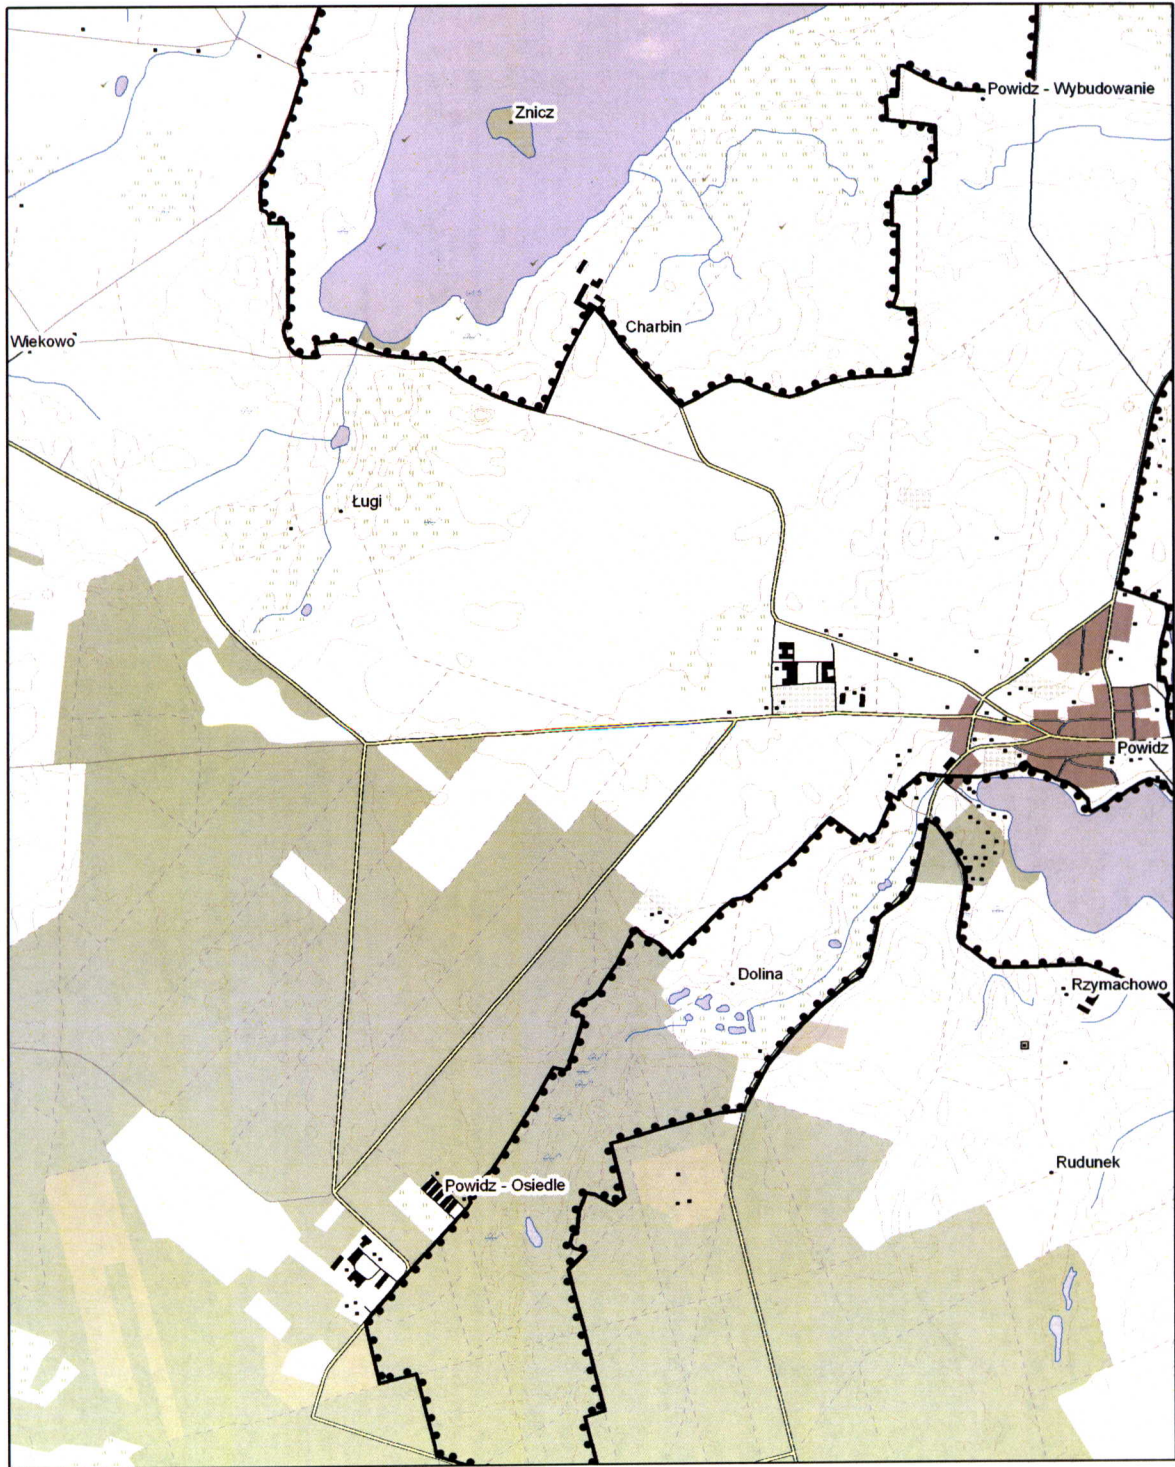 Powidz - Wybudowanie
Znicz
Charbin
Wiekowo
Ługi
Powidz
Dolina
Rzymachowo
Rudunek
Powidz - Osiedle